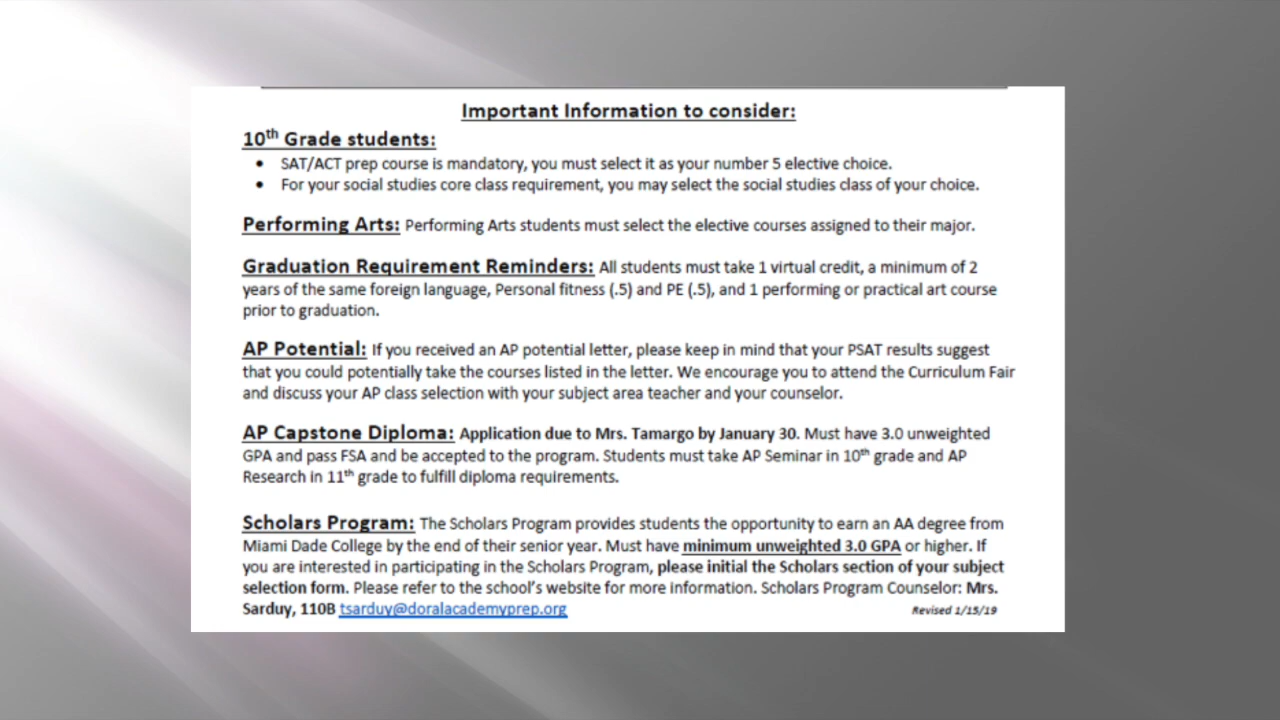 Important Information to consider:
10th Grade students:
• SAT/ACT prep course is mandatory, you must select it as your number 5 elective choice.
• For your social studies core class requirement, you may select the social studies class of your choice.
Performing Arts: Performing Arts students must select the elective courses assigned to their major.
Graduation Requirement Reminders: All students must take 1 virtual credit, a minimum of 2
years of the same foreign language, Personal fitness (.5) and PE (.5), and 1 performing or practical art course
prior to graduation.
AP Potential: If you received an AP potential letter, please keep in mind that your PSAT results suggest
that you could potentially take the courses listed in the letter. We encourage you to attend the Curriculum Fair
and discuss your AP class selection with your subject area teacher and your counselor.
AP Capstone Diploma: Application due to Mrs. Tamargo by January 30. Must have 3.0 unweighted
GPA and pass FSA and be accepted to the program. Students must take AP Seminar in 10th grade and AP
Research in 11th grade to fulfill diploma requirements.
Scholars Program: The Scholars Program provides students the opportunity to earn an AA degree from
Miami Dade College by the end of their senior year. Must have minimum unweighted 3.0 GPA or higher. If
you are interested in participating in the Scholars Program, please initial the Scholars section of your subject
selection form. Please refer to the school's website for more information. Scholars Program Counselor: Mrs.
Sarduy, 110B tsarduy@doralacademyprep.org Revised 1/15/19